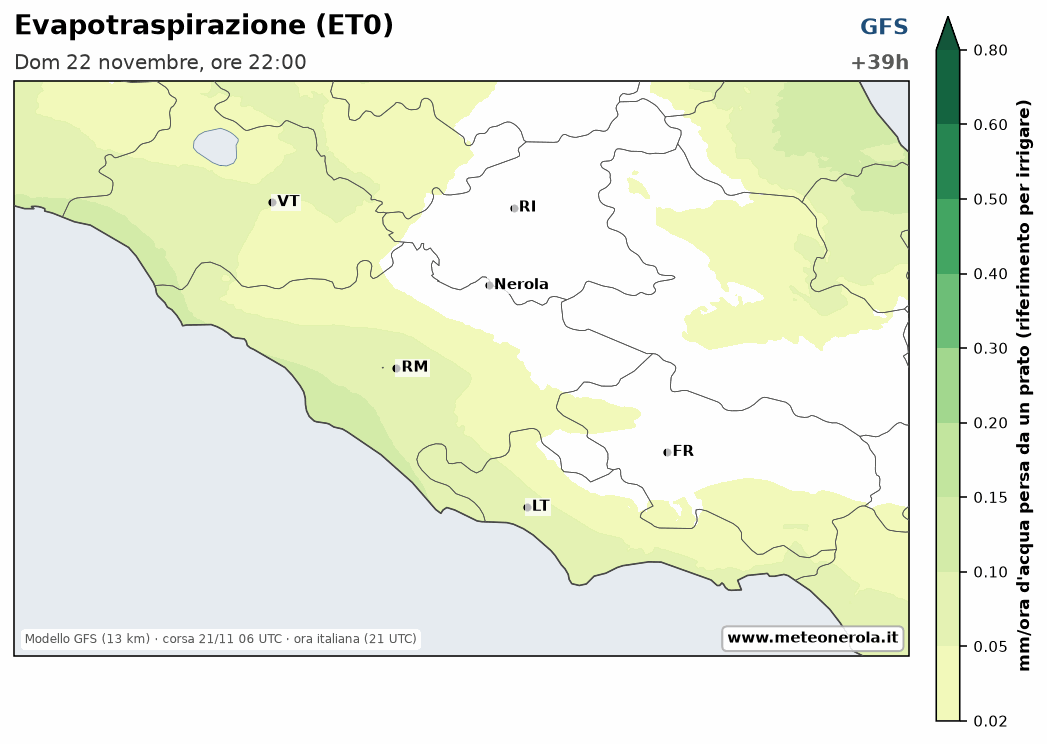 Evapotraspirazione (ET0)
GFS
Dom 22 novembre, ore 22:00
+39h
VT
RI
Nerola
RM
FR
LT
Modello GFS (13 km) · corsa 21/11 06 UTC · ora italiana (21 UTC)
www.meteonerola.it
0.80
0.60
0.50
0.40
0.30
0.20
0.15
0.10
0.05
0.02
mm/ora d'acqua persa da un prato (riferimento per irrigare)